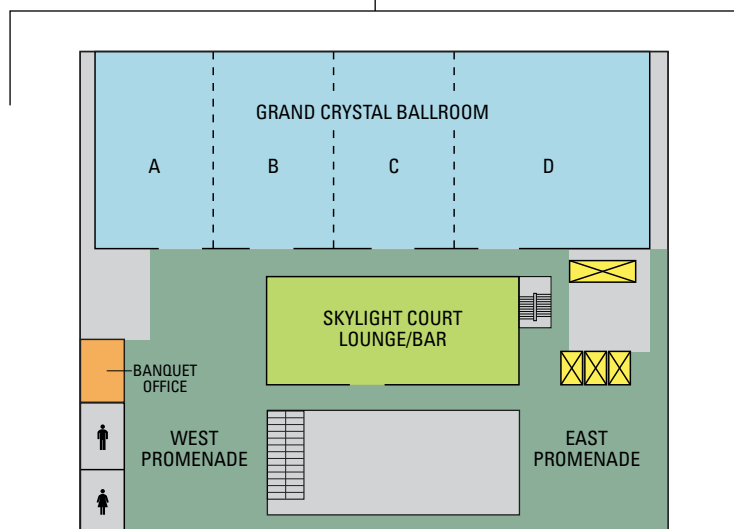 GRAND CRYSTAL BALLROOM
A
B
C
D
SKYLIGHT COURT
LOUNGE/BAR
BANQUET
OFFICE
WEST
PROMENADE
EAST
PROMENADE